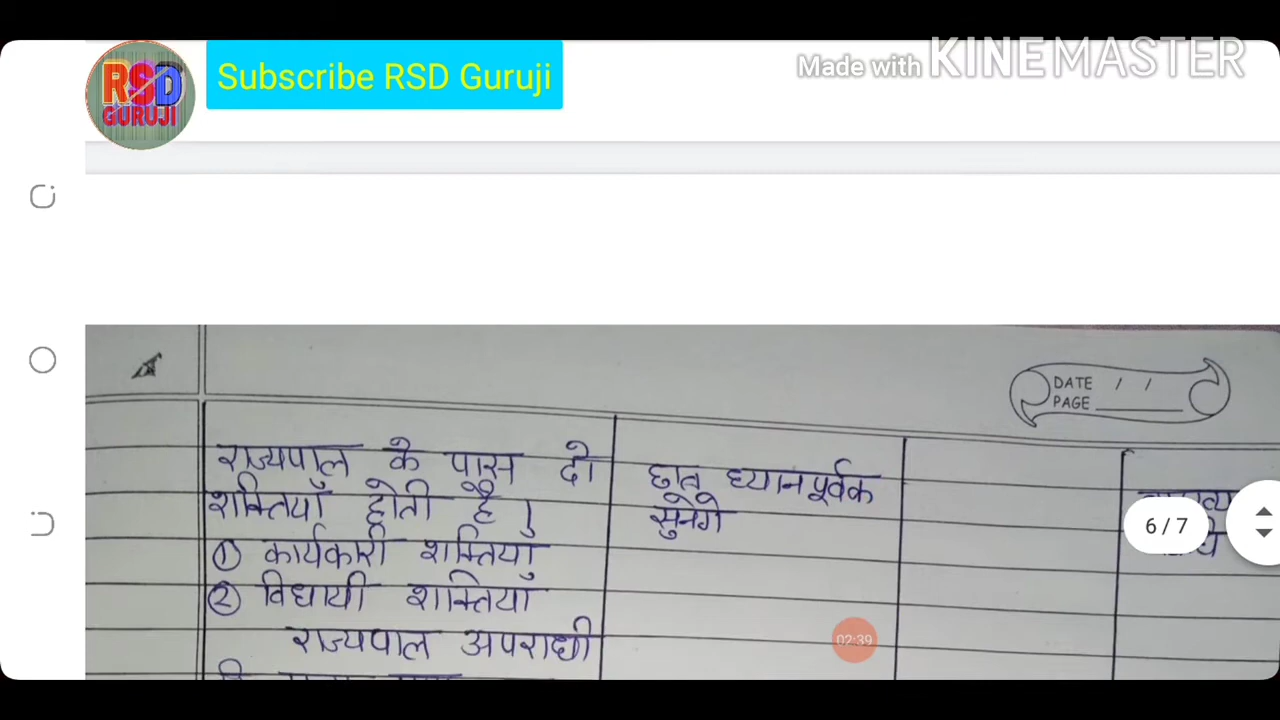 RSD
GURUJI
Subscribe RSD Guruji
Made with KINEMASTER
DATE / /
PAGE
राज्यपाल के पास दो
शक्तियाँ होती है।
① कार्यकारी शक्तियाँ
② विधायी शक्तियाँ
राज्यपाल अपराधी
छात्र ध्यानपूर्वक
सुनेगे
6 / 7
02:39